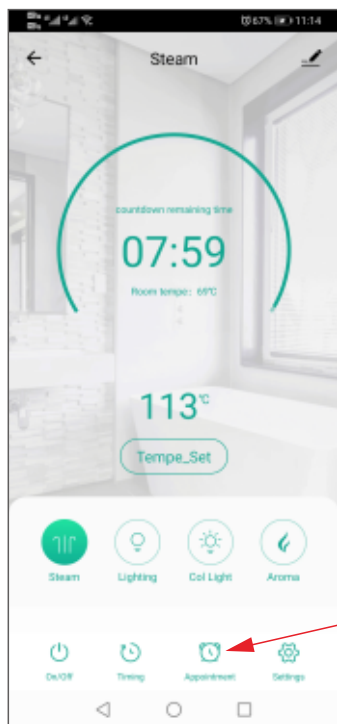 67% 11:14
Steam
countdown remaining time
07:59
Room tempe: 69℃
113℃
Tempe_Set
Steam Lighting Col Light Aroma
On/Off Timing Appointment Settings